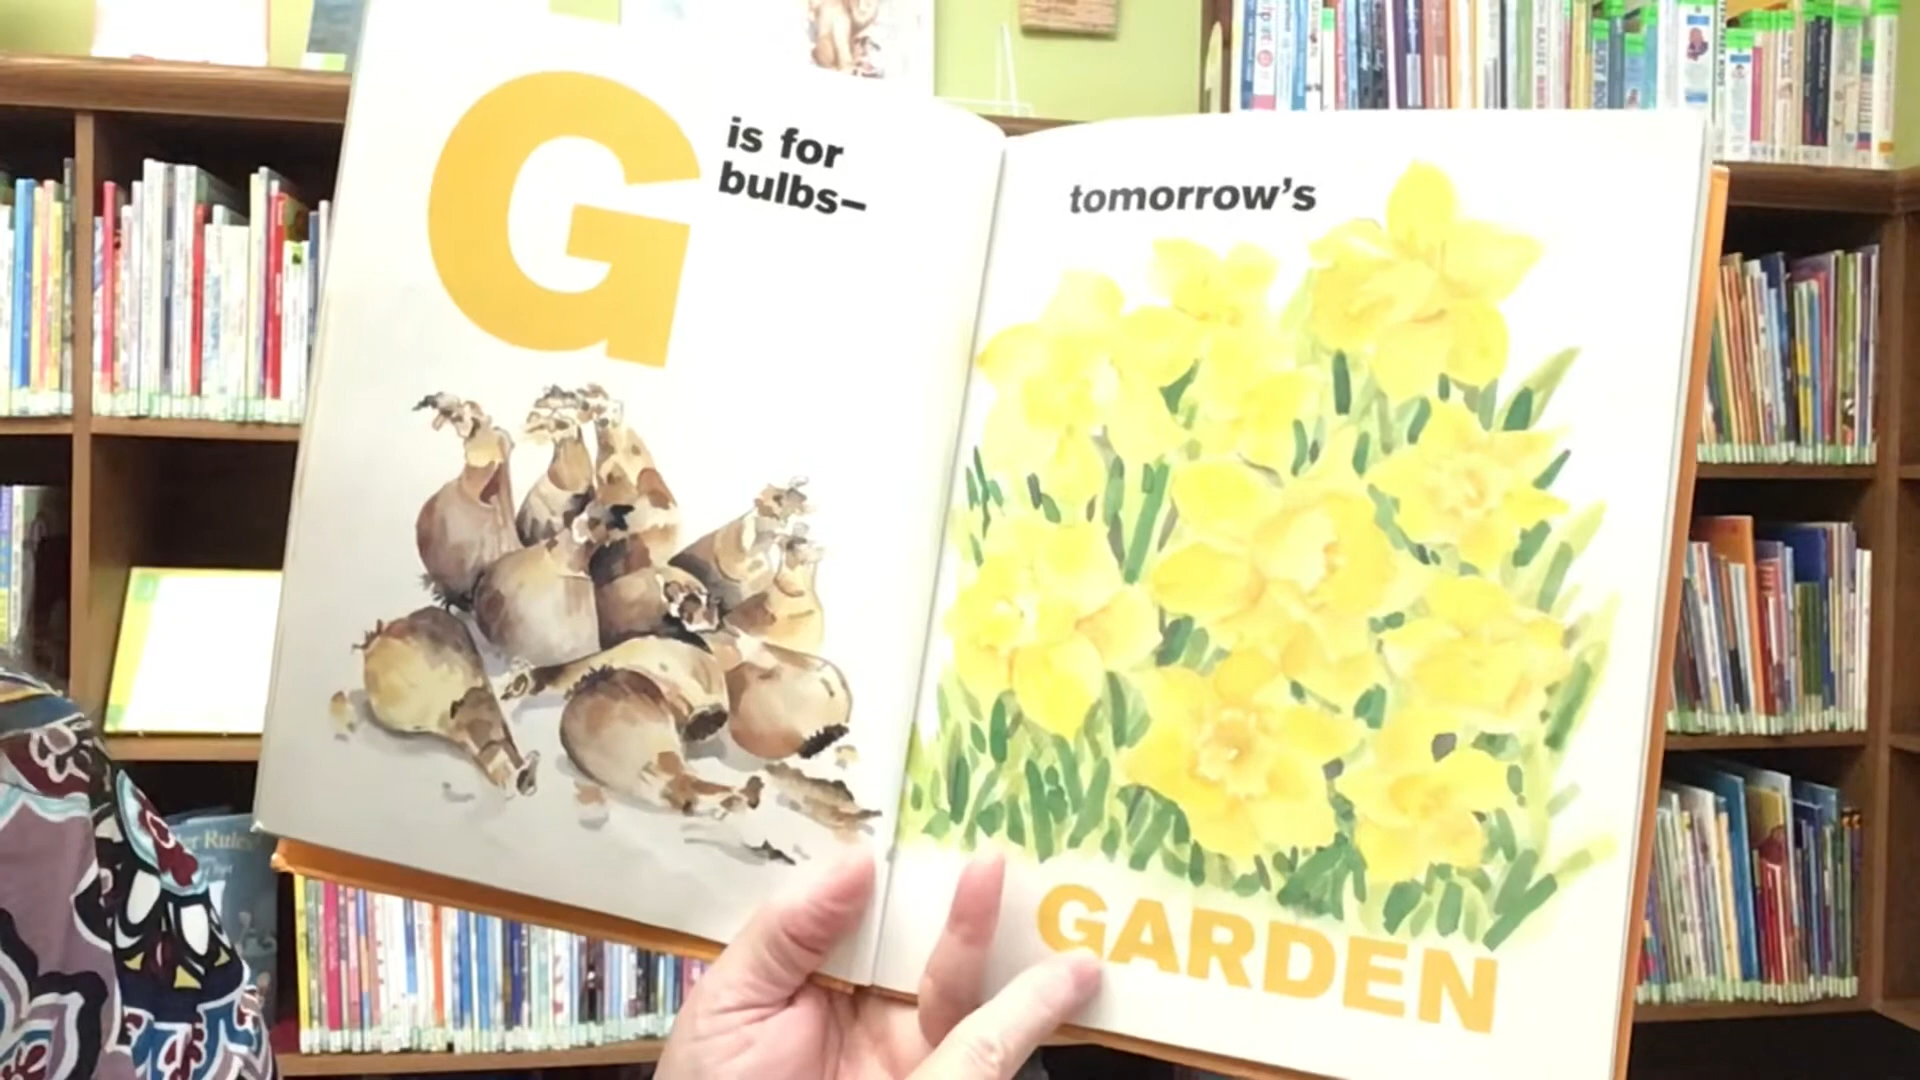 G
is for
bulbs–
tomorrow's
GARDEN